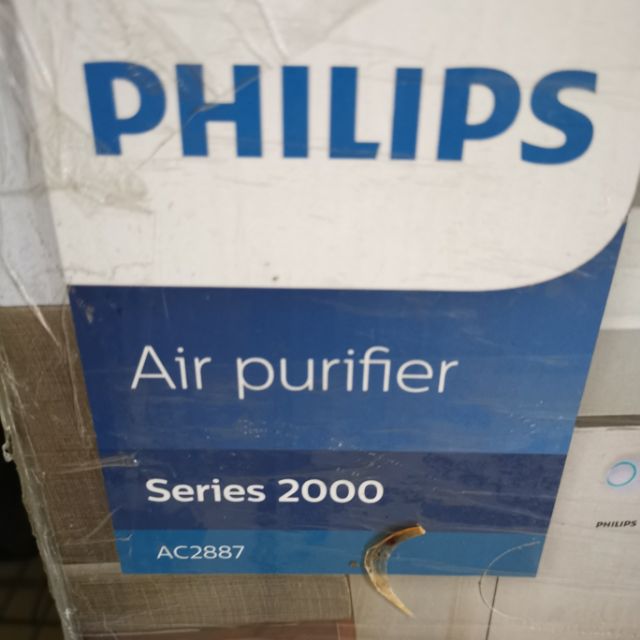 PHILIPS
Air purifier
Series 2000
AC2887
PHILIPS